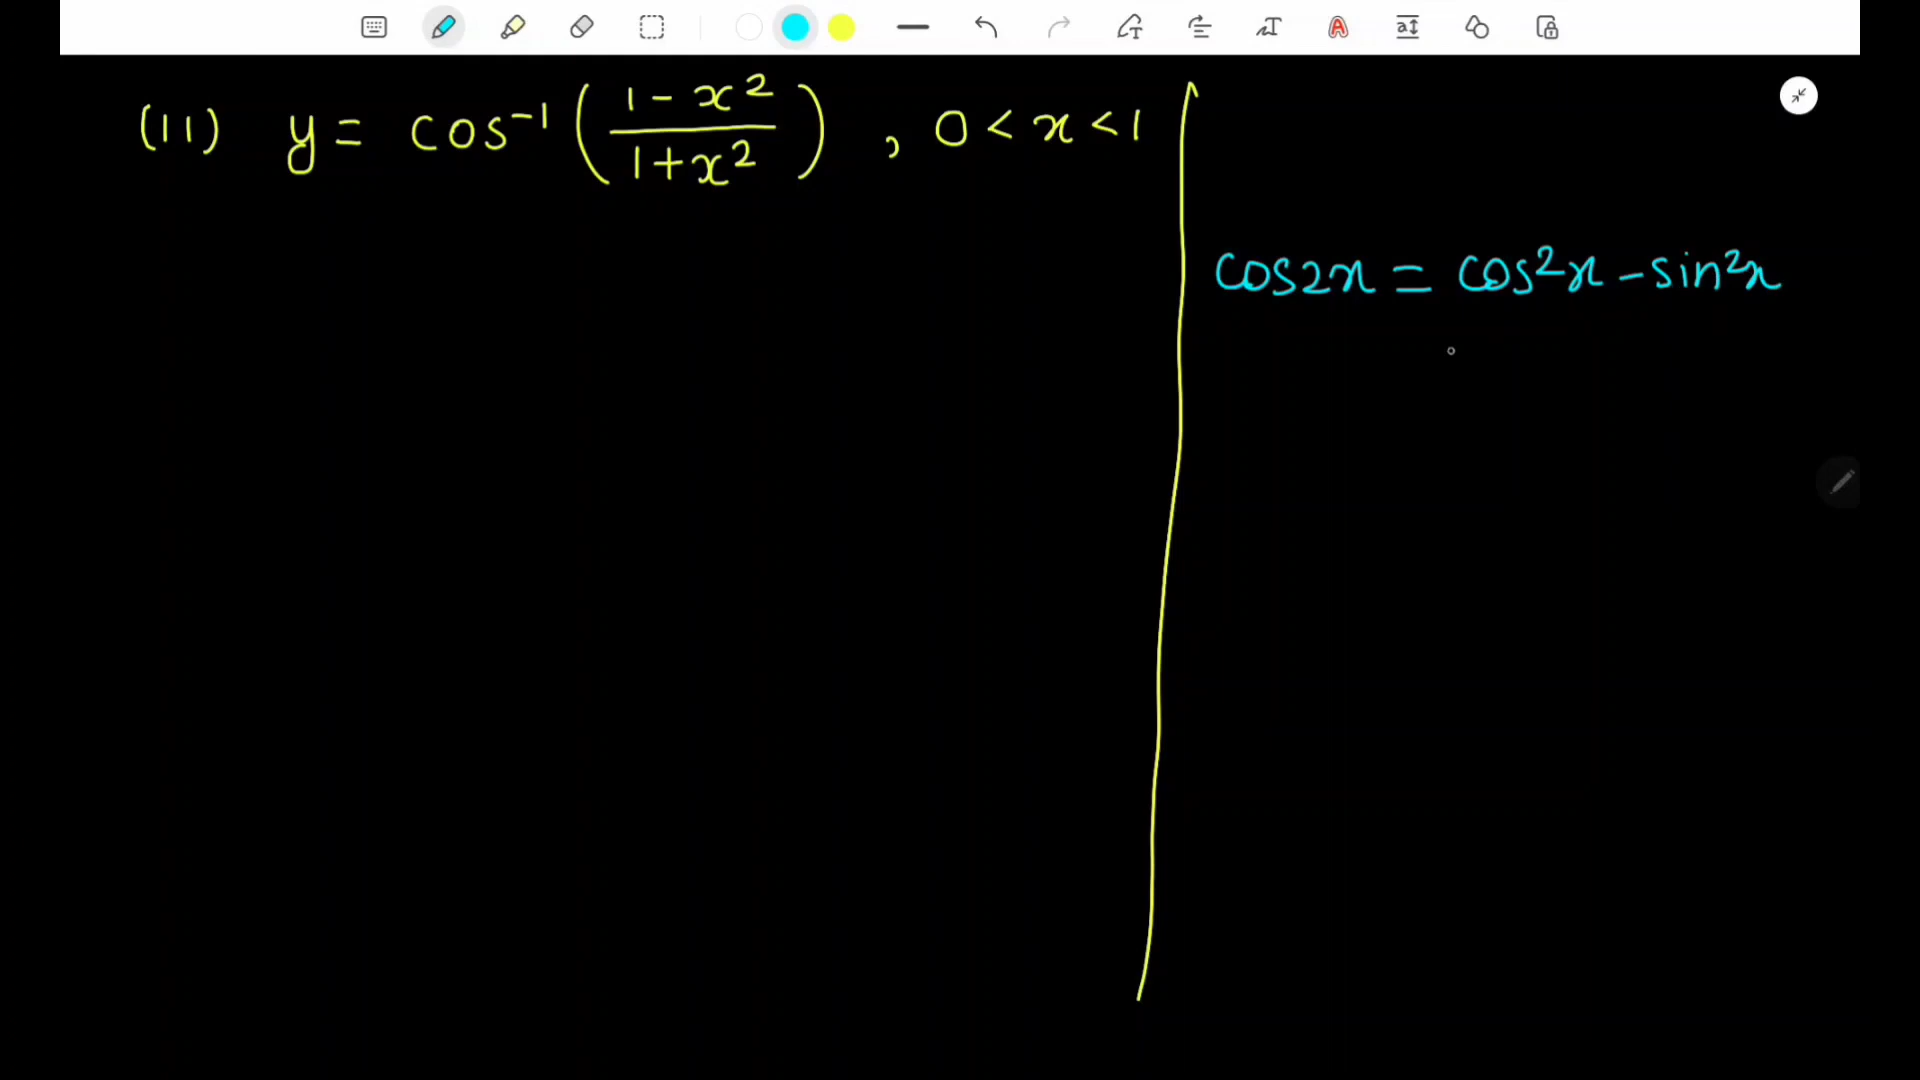 (11) y = cos⁻¹ ( (1 - x²) / (1 + x²) ) , 0 < x < 1
cos2x = cos²x - sin²x